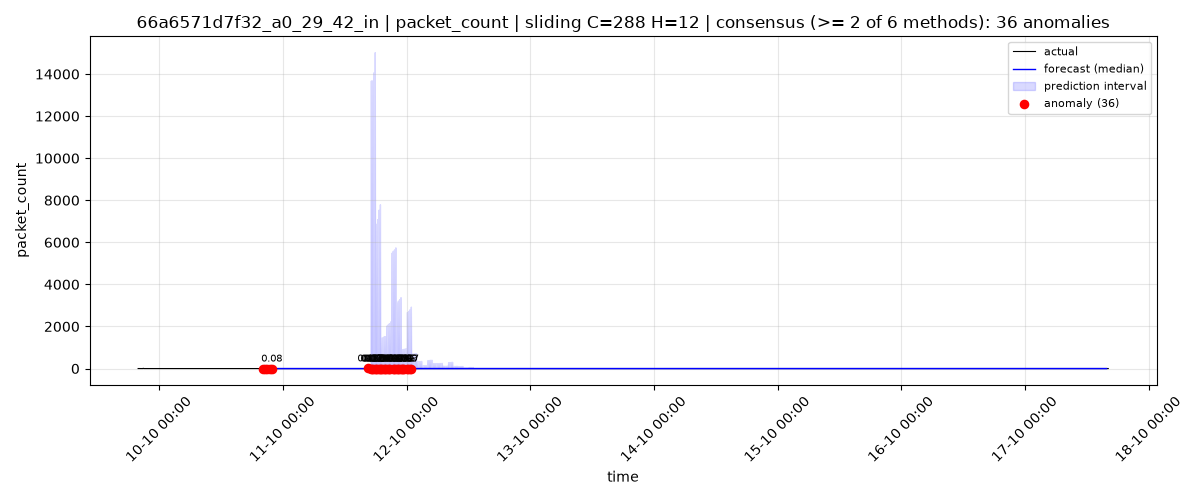 66a6571d7f32_a0_29_42_in | packet_count | sliding C=288 H=12 | consensus (>= 2 of 6 methods): 36 anomalies
actual
forecast (median)
prediction interval
anomaly (36)
packet_count
14000
12000
10000
8000
6000
4000
2000
0
0.08
10-10 00:00
11-10 00:00
12-10 00:00
13-10 00:00
14-10 00:00
15-10 00:00
16-10 00:00
17-10 00:00
18-10 00:00
time